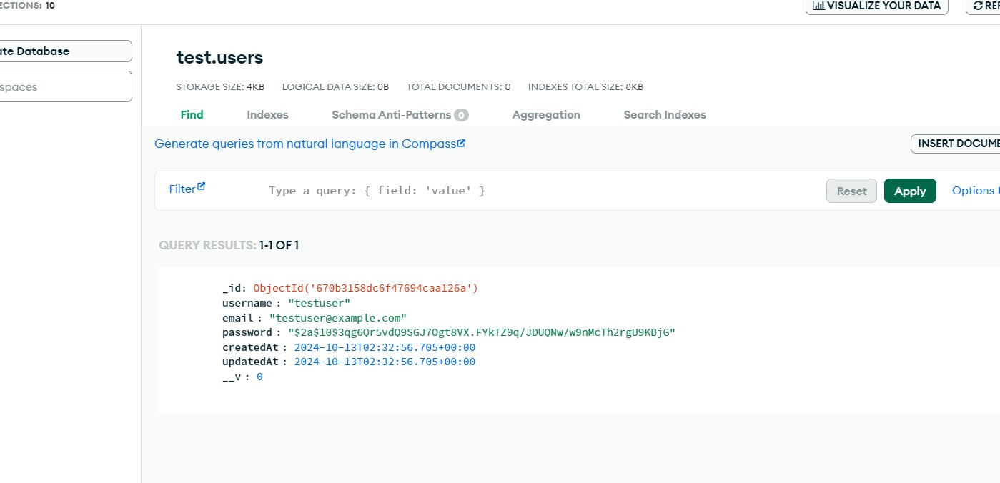 ECTIONS: 10
VISUALIZE YOUR DATA
REF
ate Database
spaces
test.users
STORAGE SIZE: 4KB LOGICAL DATA SIZE: 0B TOTAL DOCUMENTS: 0 INDEXES TOTAL SIZE: 8KB
Find Indexes Schema Anti-Patterns 0 Aggregation Search Indexes
Generate queries from natural language in Compass
INSERT DOCUME
Filter Type a query: { field: 'value' } Reset Apply Options
QUERY RESULTS: 1-1 OF 1
_id: ObjectId('670b3158dc6f47694caa126a')
username : "testuser"
email : "testuser@example.com"
password : "$2a$10$3qg6Qr5vdQ9SGJ7Ogt8VX.FYkTZ9q/JDUQNw/w9nMcTh2rgU9KBjG"
createdAt : 2024-10-13T02:32:56.705+00:00
updatedAt : 2024-10-13T02:32:56.705+00:00
__v : 0